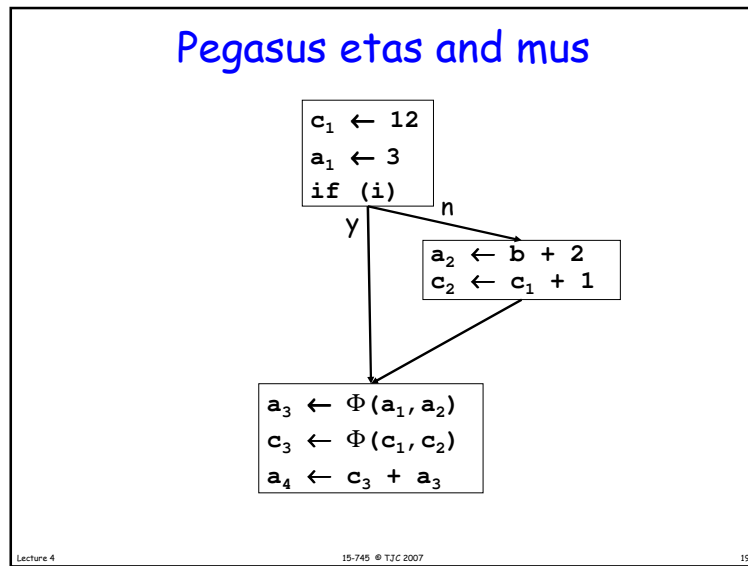 Pegasus etas and mus
c₁ ← 12
a₁ ← 3
if (i)
y
n
a₂ ← b + 2
c₂ ← c₁ + 1
a₃ ← Φ(a₁,a₂)
c₃ ← Φ(c₁,c₂)
a₄ ← c₃ + a₃
Lecture 4
15-745 © TJC 2007
19